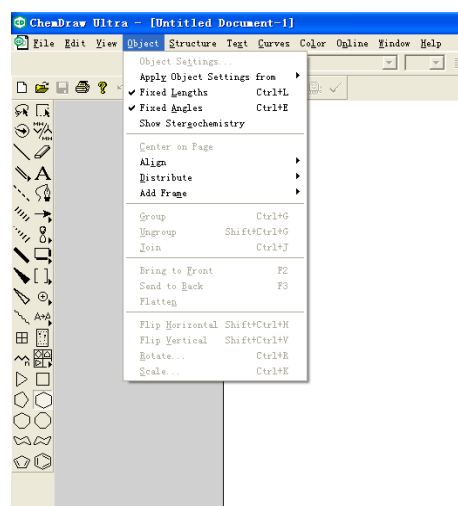 ChemDraw Ultra - [Untitled Document-1]
File Edit View Object Structure Text Curves Color Online Window Help
Object Settings...
Apply Object Settings from
Fixed Lengths Ctrl+L
Fixed Angles Ctrl+E
Show Stereochemistry
Center on Page
Align
Distribute
Add Frame
Group Ctrl+G
Ungroup Shift+Ctrl+G
Join Ctrl+J
Bring to Front F2
Send to Back F3
Flatten
Flip Horizontal Shift+Ctrl+H
Flip Vertical Shift+Ctrl+V
Rotate... Ctrl+R
Scale... Ctrl+K
A